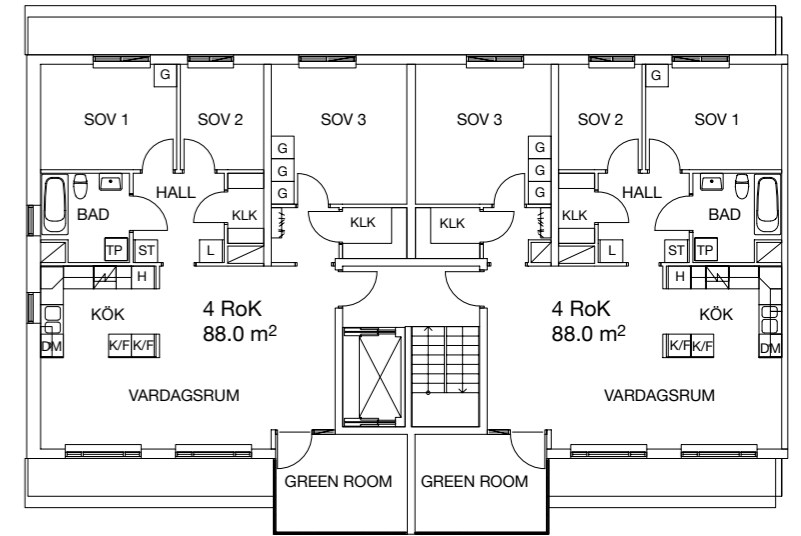 G
G
SOV 1
SOV 2
SOV 3
SOV 3
SOV 2
SOV 1
G
G
G
G
G
G
HALL
HALL
BAD
KLK
KLK
KLK
KLK
BAD
TP
ST
L
L
ST
TP
H
H
KÖK
4 RoK
88.0 m²
4 RoK
88.0 m²
KÖK
DM
K/F
K/F
K/F
K/F
DM
VARDAGSRUM
VARDAGSRUM
GREEN ROOM
GREEN ROOM